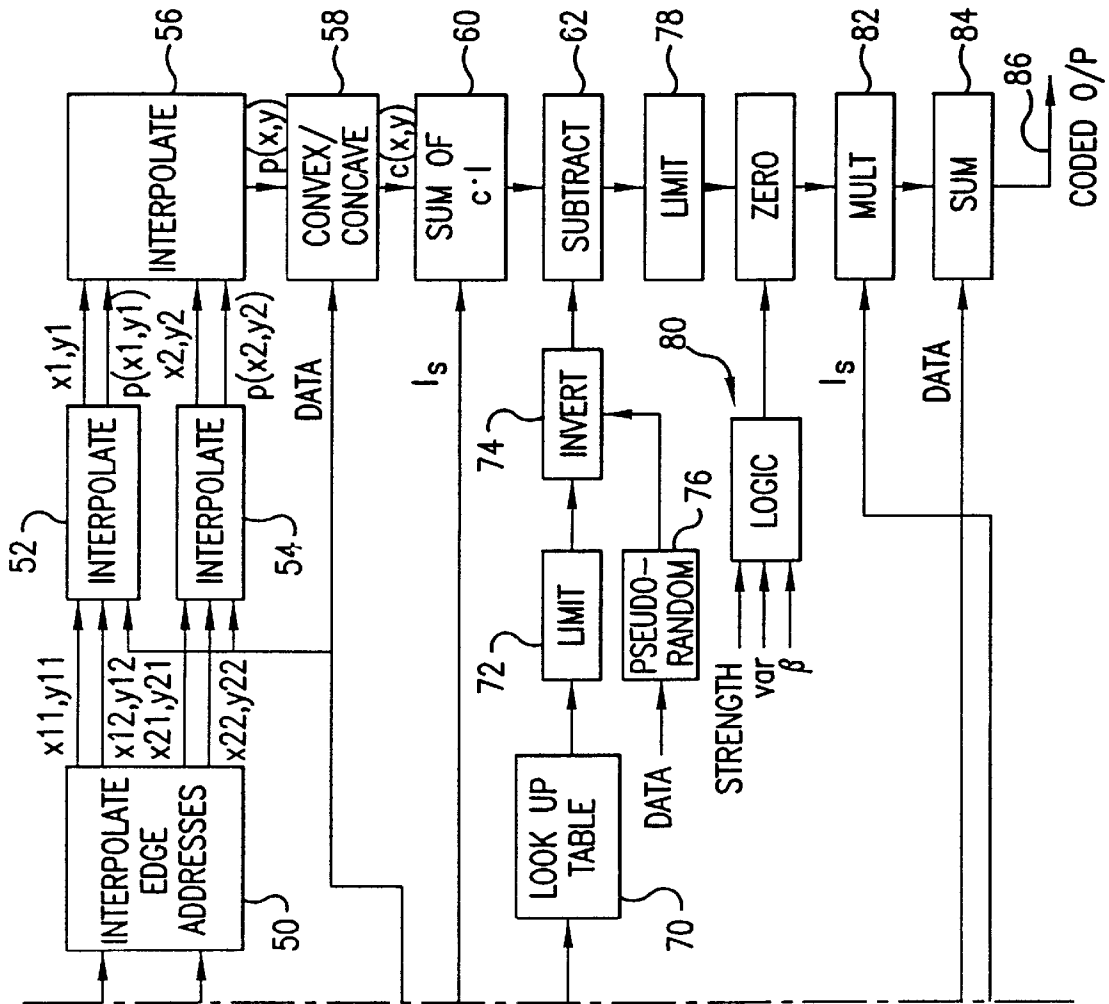 56
58
60
62
78
82
84
86
INTERPOLATE
p(x,y)
CONVEX/
CONCAVE
c(x,y)
SUM OF
c·I
SUBTRACT
LIMIT
ZERO
MULT
SUM
CODED O/P
x1,y1
p(x1,y1)
x2,y2
p(x2,y2)
DATA
Is
74
INVERT
80
Is
DATA
52
INTERPOLATE
INTERPOLATE
54
72
LIMIT
76
PSEUDO-
RANDOM
LOGIC
x11,y11
x12,y12
x21,y21
x22,y22
STRENGTH
var
β
DATA
INTERPOLATE
EDGE
ADDRESSES
50
LOOK UP
TABLE
70